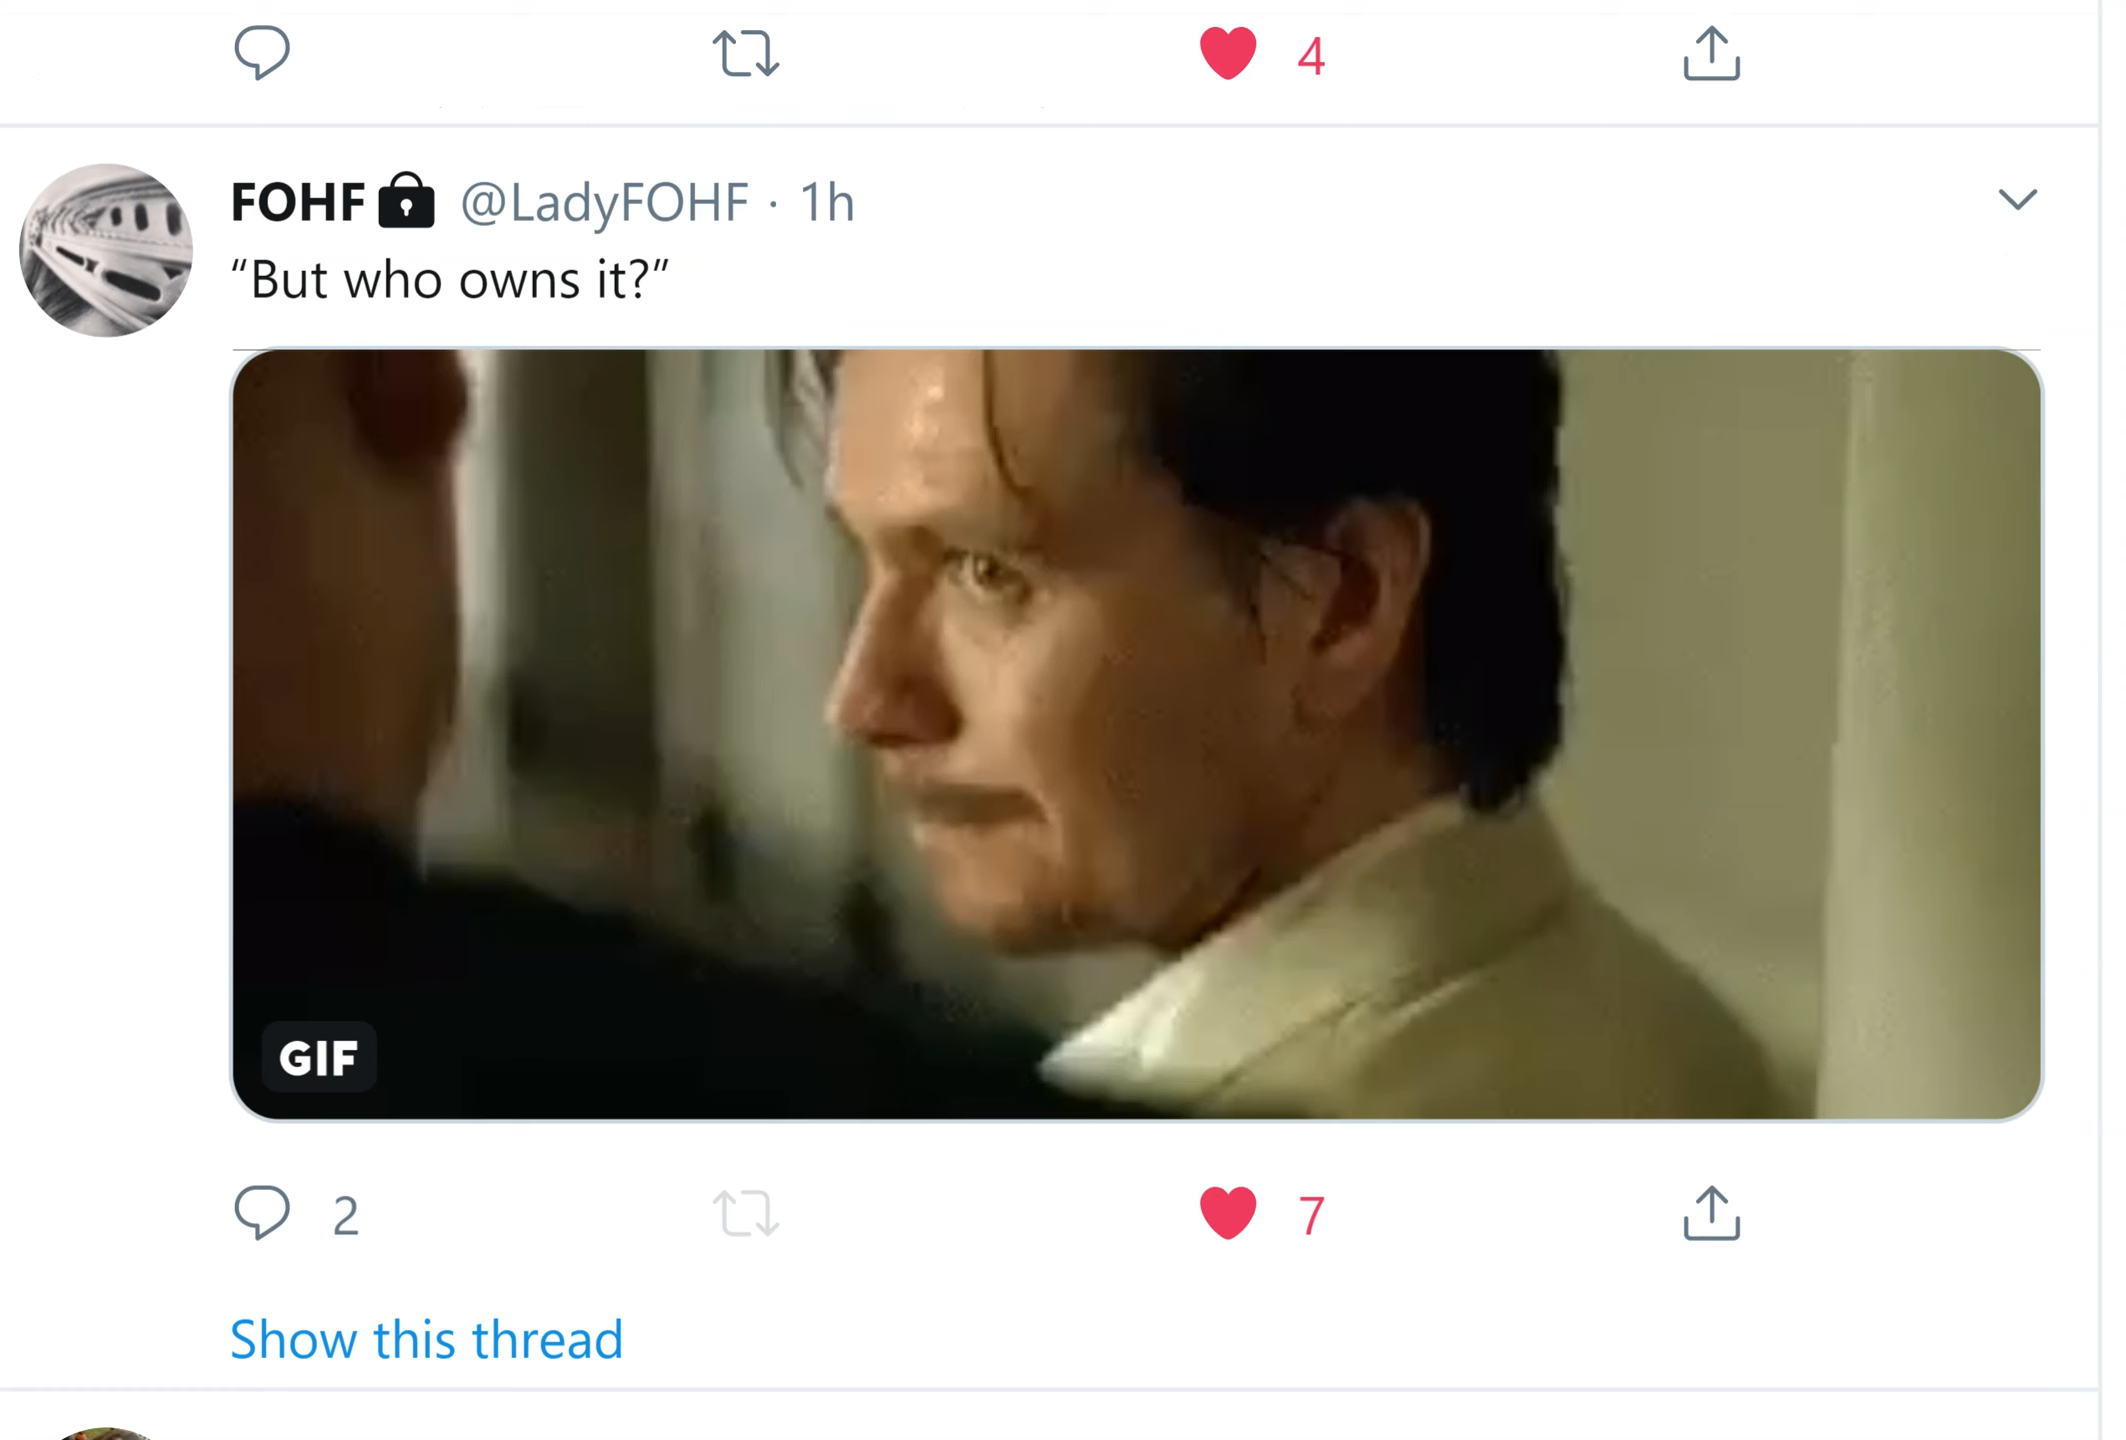 4
FOHF @LadyFOHF · 1h
“But who owns it?”
GIF
2 7
Show this thread